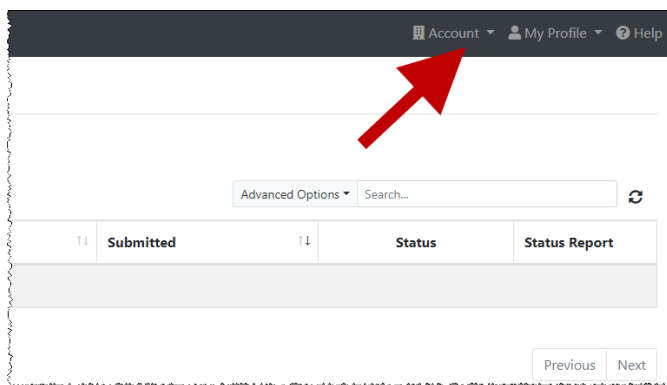 Account My Profile Help
Advanced Options Search...
Submitted Status Status Report
Previous Next